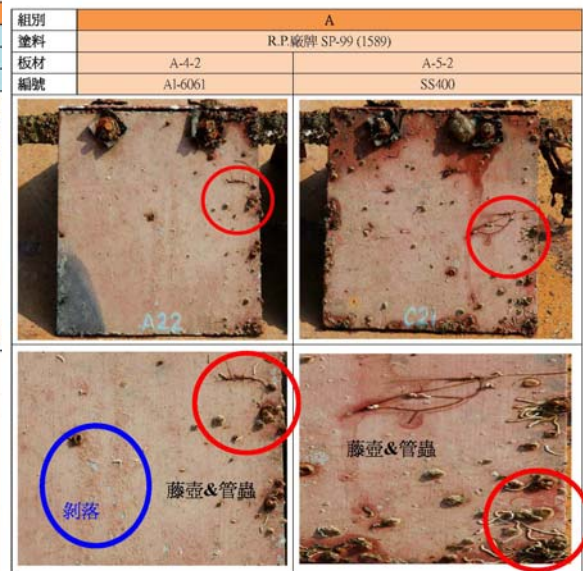 組別 A
塗料 R.P.廠牌 SP-99 (1589)
板材 A-4-2 A-5-2
編號 Al-6061 SS400
A22 C21
剝落 藤壺&管蟲 藤壺&管蟲